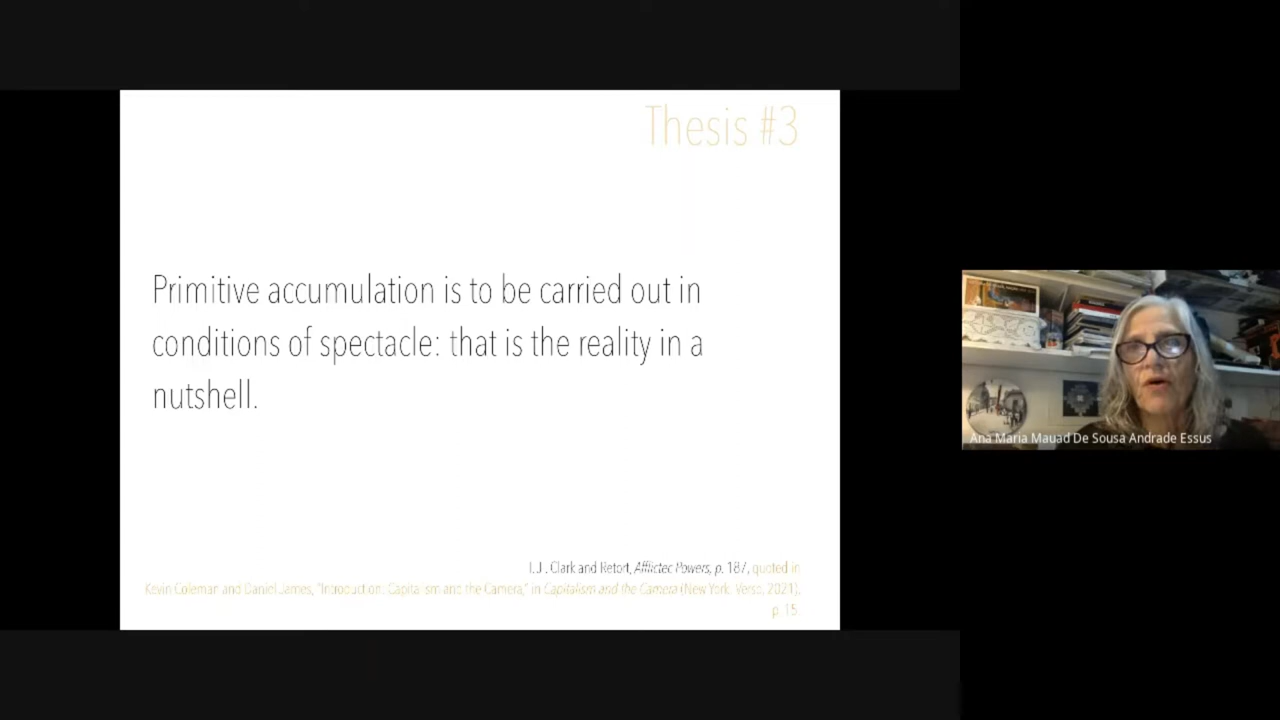 Thesis #3
Primitive accumulation is to be carried out in
conditions of spectacle: that is the reality in a
nutshell.
T.J. Clark and Retort, Afflicted Powers, p. 187, quoted in
Kevin Coleman and Daniel James, "Introduction: Capitalism and the Camera," in Capitalism and the Camera (New York: Verso, 2021),
p. 15.
Ana Maria Mauad De Sousa Andrade Essus